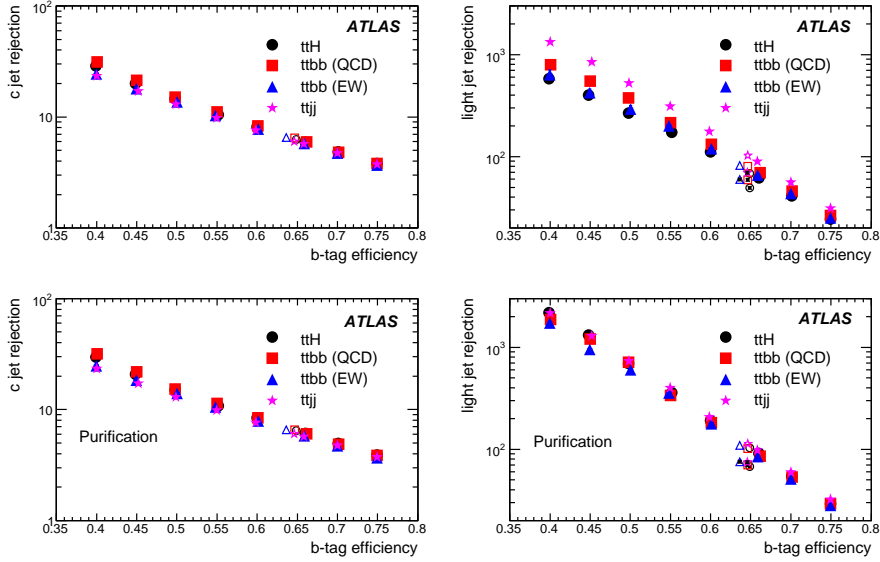 c jet rejection
10²
10
1
ATLAS
ttH
ttbb (QCD)
ttbb (EW)
ttjj
0.35 0.4 0.45 0.5 0.55 0.6 0.65 0.7 0.75 0.8
b-tag efficiency
light jet rejection
10³
10²
ATLAS
ttH
ttbb (QCD)
ttbb (EW)
ttjj
0.35 0.4 0.45 0.5 0.55 0.6 0.65 0.7 0.75 0.8
b-tag efficiency
c jet rejection
10²
10
1
ATLAS
ttH
ttbb (QCD)
ttbb (EW)
ttjj
Purification
0.35 0.4 0.45 0.5 0.55 0.6 0.65 0.7 0.75 0.8
b-tag efficiency
light jet rejection
10³
10²
ATLAS
ttH
ttbb (QCD)
ttbb (EW)
ttjj
Purification
0.35 0.4 0.45 0.5 0.55 0.6 0.65 0.7 0.75 0.8
b-tag efficiency